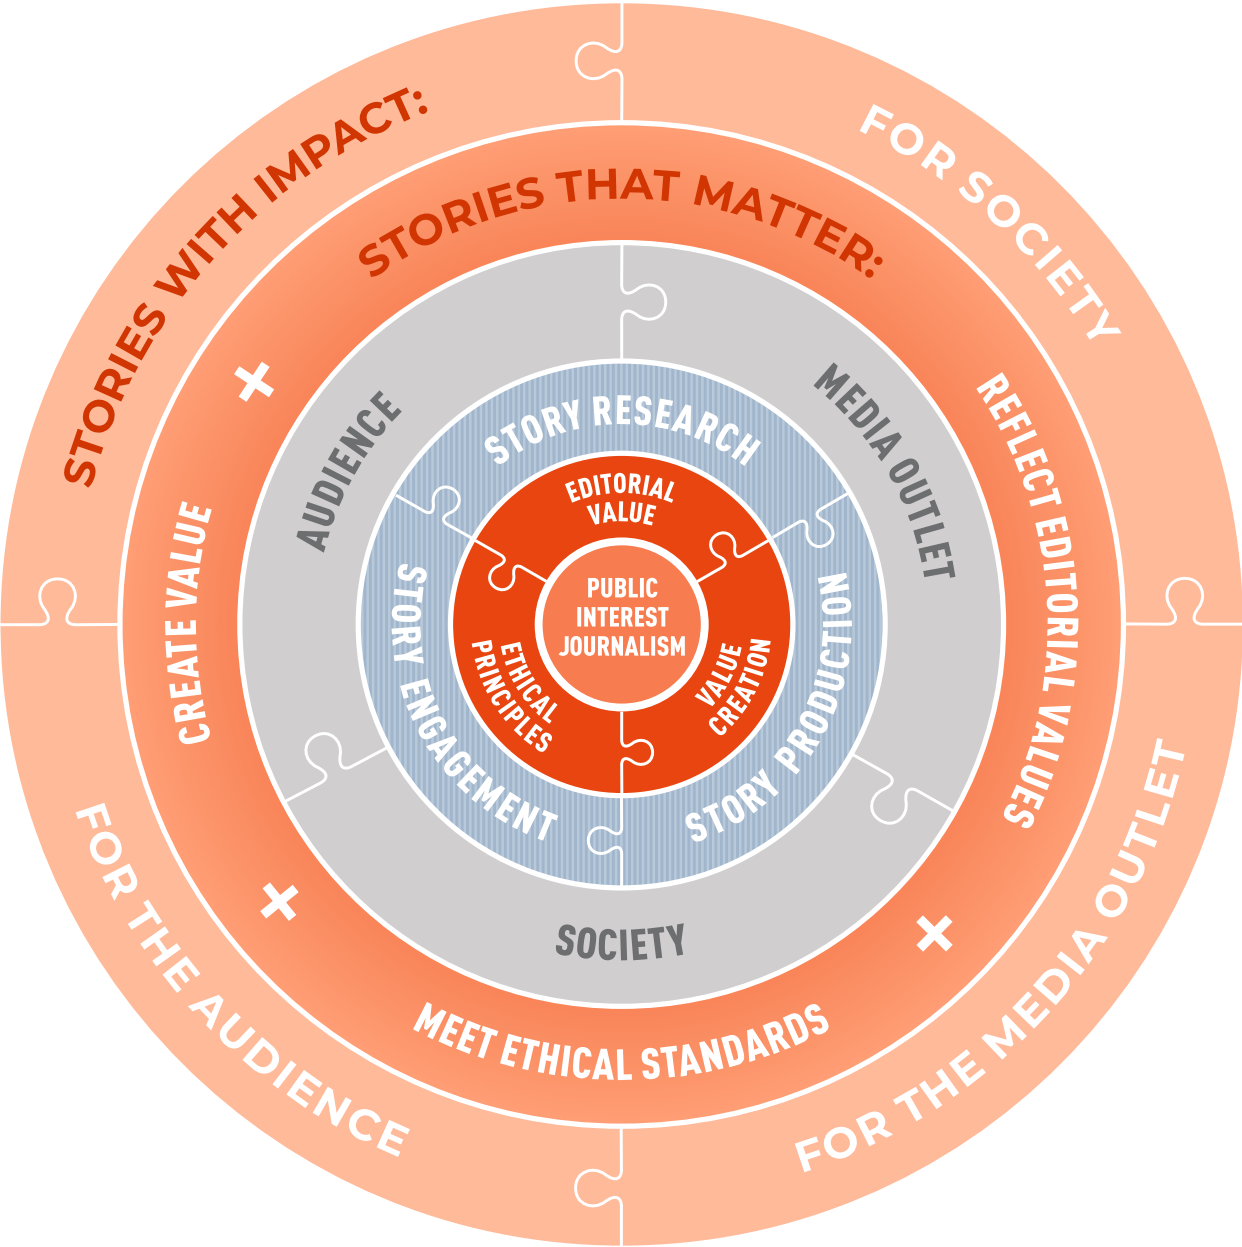 STORIES WITH IMPACT:
FOR SOCIETY
FOR THE MEDIA OUTLET
FOR THE AUDIENCE
STORIES THAT MATTER:
REFLECT EDITORIAL VALUES
MEET ETHICAL STANDARDS
CREATE VALUE
AUDIENCE
MEDIA OUTLET
SOCIETY
STORY RESEARCH
STORY PRODUCTION
STORY ENGAGEMENT
EDITORIAL
VALUE
VALUE
CREATION
ETHICAL
PRINCIPLES
PUBLIC
INTEREST
JOURNALISM